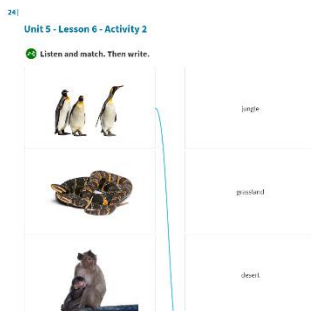 24|
Unit 5 - Lesson 6 - Activity 2
Listen and match. Then write.
jungle
grassland
desert